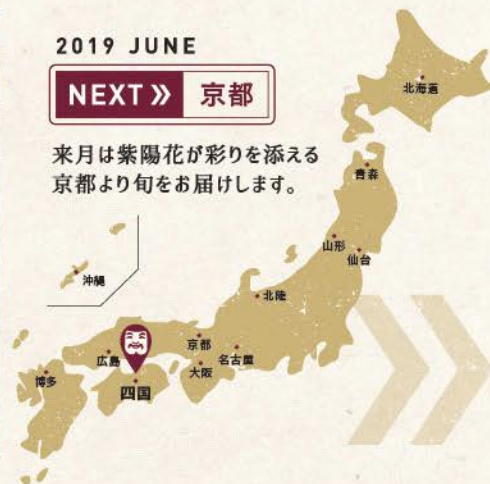 2019 JUNE
NEXT» 京都
来月は紫陽花が彩りを添える
京都より旬をお届けします。
北海道
青森
山形
仙台
沖縄
北陸
京都
広島
名古屋
大阪
博多
四国